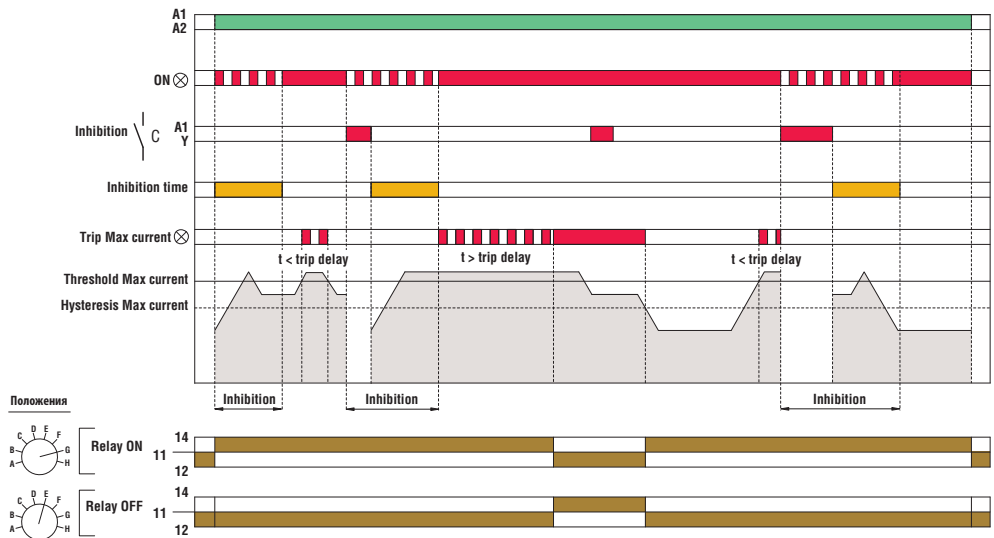 A1
A2
ON
Inhibition C A1
Y
Inhibition time
Trip Max current
t < trip delay t > trip delay t < trip delay
Threshold Max current
Hysteresis Max current
Inhibition Inhibition Inhibition
Положения
A B C D E F G H Relay ON 14
11
12
A B C D E F G H Relay OFF 14
11
12